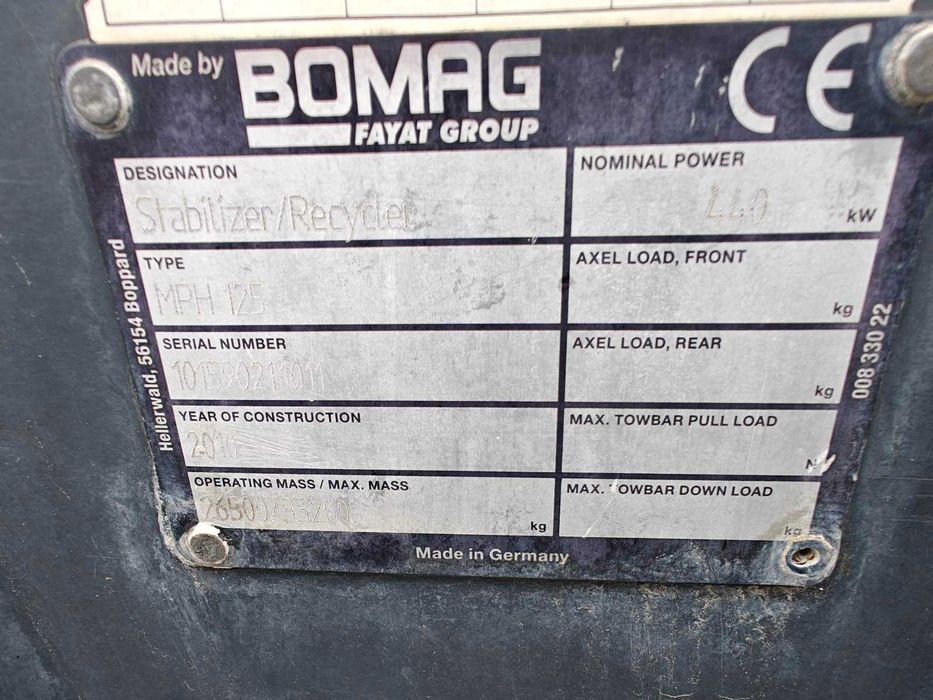 Made by BOMAG CE
FAYAT GROUP
DESIGNATION
Stabilizer/Recycler
NOMINAL POWER
440 kW
TYPE
MPH 125
AXEL LOAD, FRONT
kg
SERIAL NUMBER
AXEL LOAD, REAR
kg
YEAR OF CONSTRUCTION
2010
MAX. TOWBAR PULL LOAD
N
OPERATING MASS / MAX. MASS
kg
MAX. TOWBAR DOWN LOAD
kg
Made in Germany
Hellerwald, 56154 Boppard
008 330 22